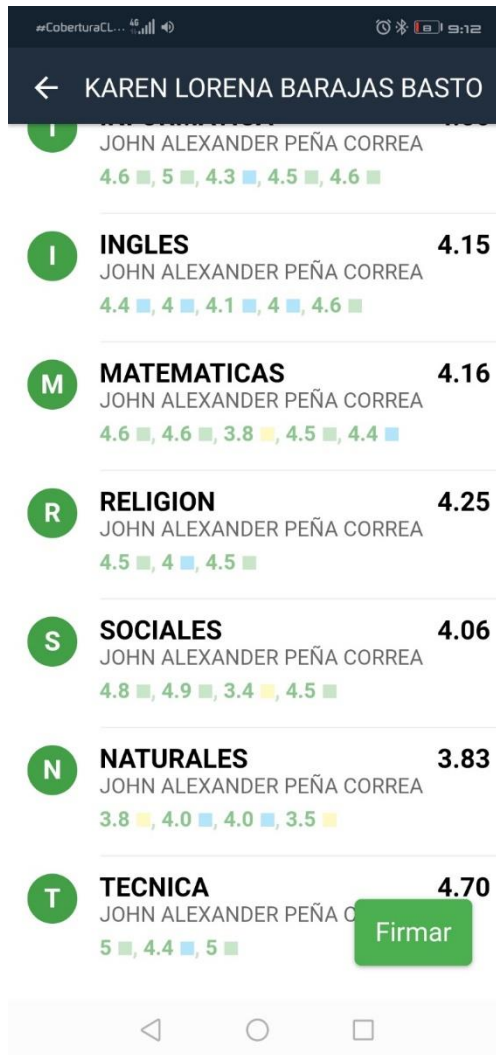 #CoberturaCL... 4G 8 9:12
KAREN LORENA BARAJAS BASTO
JOHN ALEXANDER PEÑA CORREA
4.6, 5, 4.3, 4.5, 4.6
I INGLES 4.15
JOHN ALEXANDER PEÑA CORREA
4.4, 4, 4.1, 4, 4.6
M MATEMATICAS 4.16
JOHN ALEXANDER PEÑA CORREA
4.6, 4.6, 3.8, 4.5, 4.4
R RELIGION 4.25
JOHN ALEXANDER PEÑA CORREA
4.5, 4, 4.5
S SOCIALES 4.06
JOHN ALEXANDER PEÑA CORREA
4.8, 4.9, 3.4, 4.5
N NATURALES 3.83
JOHN ALEXANDER PEÑA CORREA
3.8, 4.0, 4.0, 3.5
T TECNICA 4.70
JOHN ALEXANDER PEÑA
5, 4.4, 5
Firmar